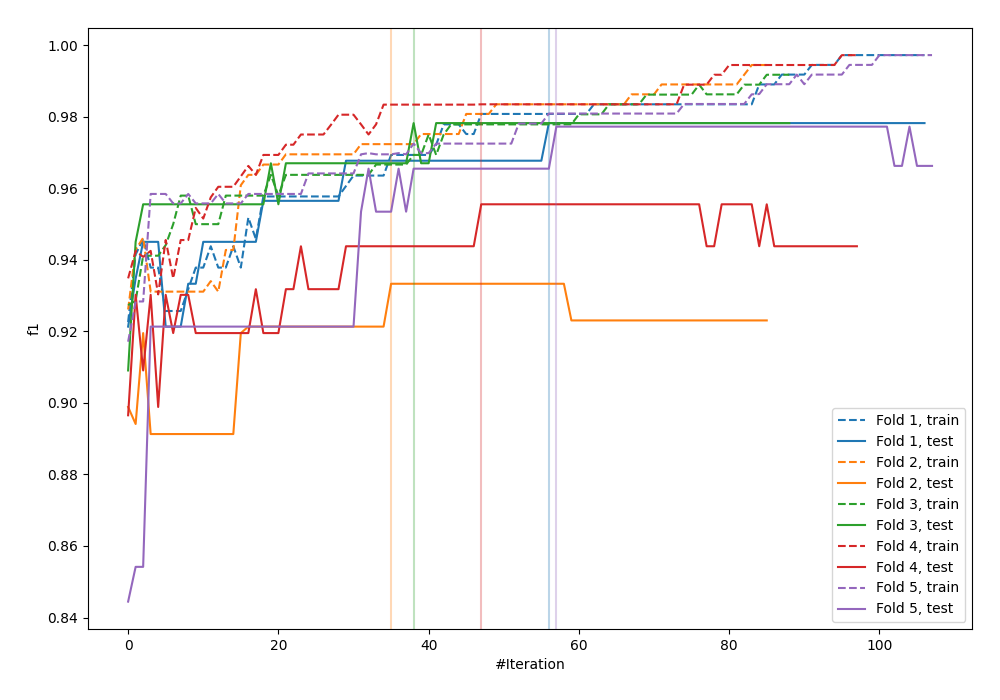 1.00
0.98
0.96
0.94
0.92
0.90
0.88
0.86
0.84
f1
0
20
40
60
80
100
#Iteration
Fold 1, train
Fold 1, test
Fold 2, train
Fold 2, test
Fold 3, train
Fold 3, test
Fold 4, train
Fold 4, test
Fold 5, train
Fold 5, test